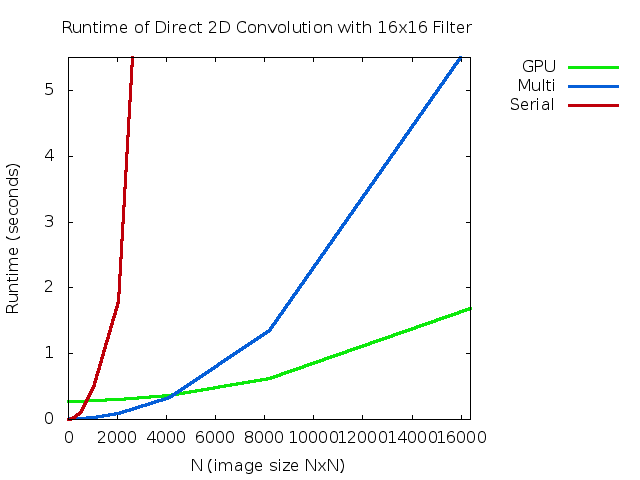 Runtime of Direct 2D Convolution with 16x16 Filter
GPU
Multi
Serial
5
4
3
2
1
0
Runtime (seconds)
0 2000 4000 6000 8000 10000 12000 14000 16000
N (image size NxN)